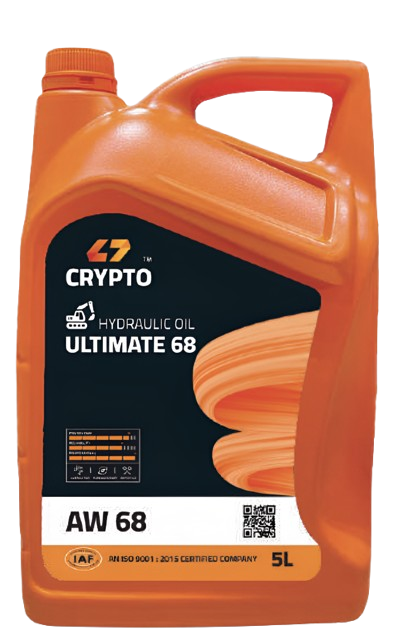 CRYPTO
TM
HYDRAULIC OIL
ULTIMATE 68
AW 68
IAF
AN ISO 9001 : 2015 CERTIFIED COMPANY
5L